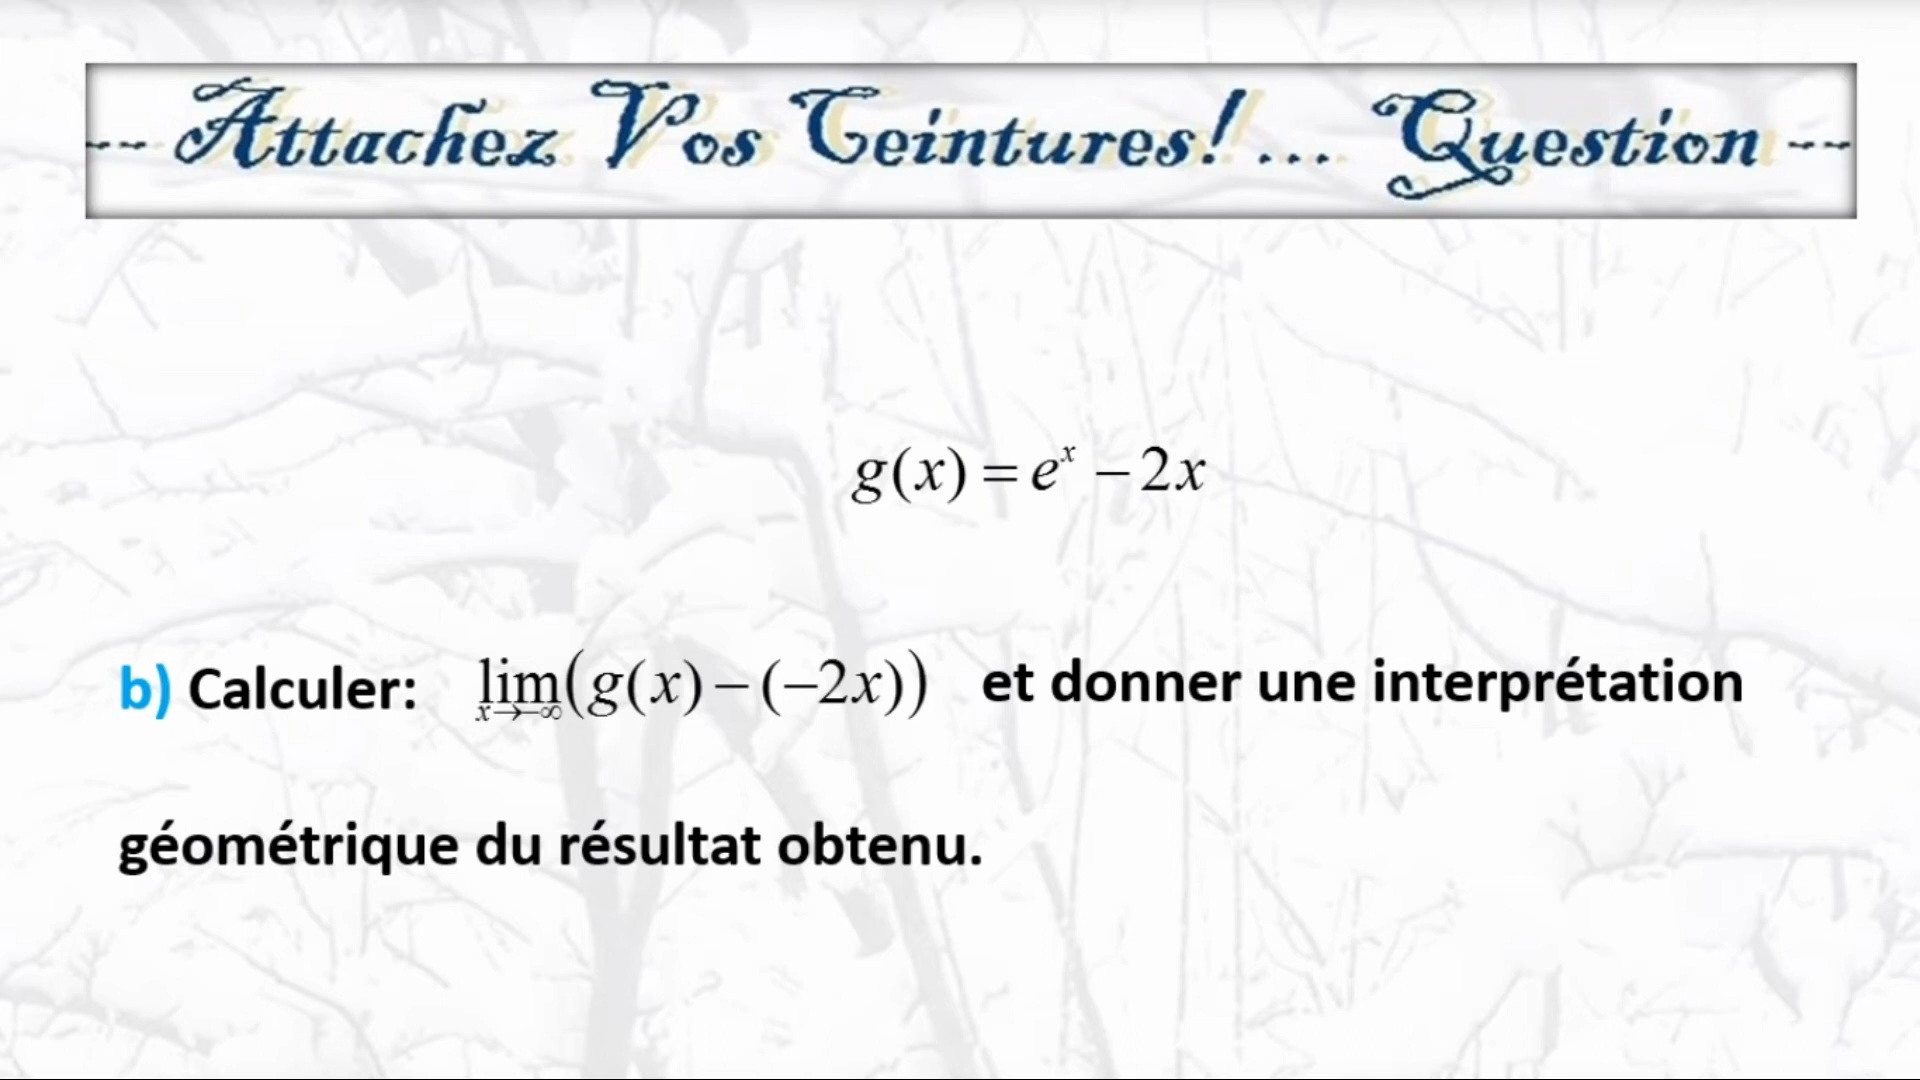 --- Attachez Vos Ceintures!... Question ---
g(x) = e^x − 2x
b) Calculer: lim_{x→−∞}(g(x) − (−2x)) et donner une interprétation
géométrique du résultat obtenu.